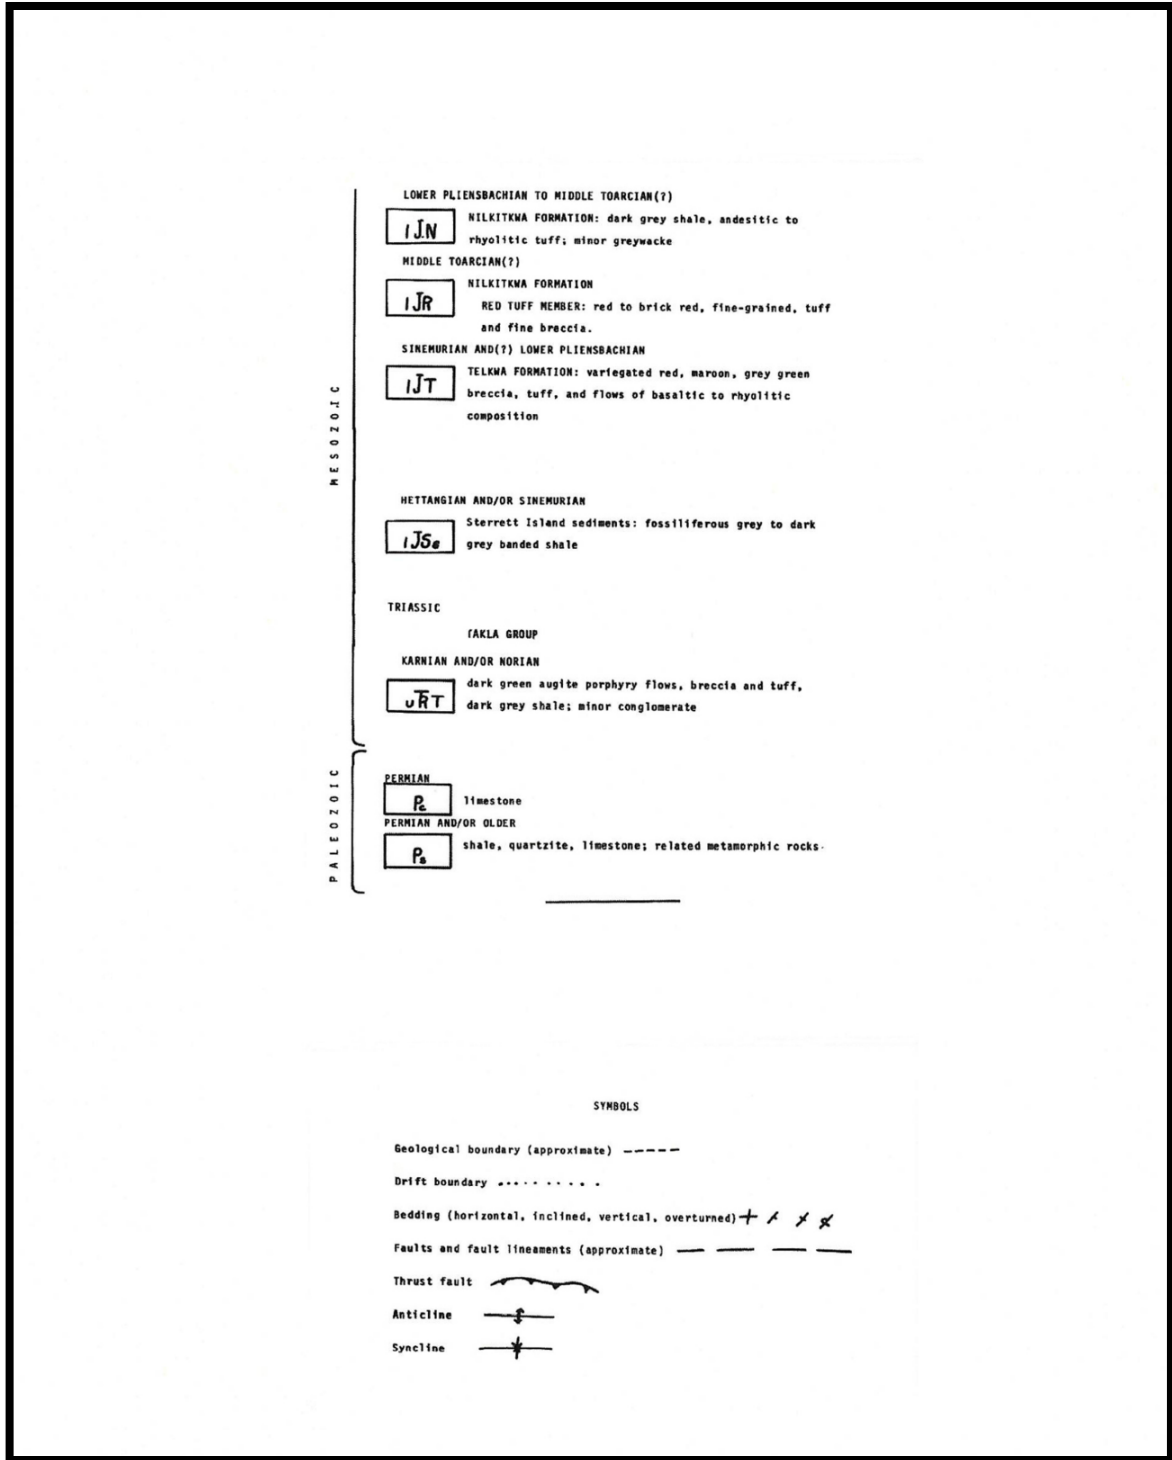 LOWER PLIENSBACHIAN TO MIDDLE TOARCIAN(?)
lJN NILKITKWA FORMATION: dark grey shale, andesitic to
rhyolitic tuff; minor greywacke
MIDDLE TOARCIAN(?)
lJR NILKITKWA FORMATION
RED TUFF MEMBER: red to brick red, fine-grained, tuff
and fine breccia.
SINEMURIAN AND(?) LOWER PLIENSBACHIAN
lJT TELKWA FORMATION: variegated red, maroon, grey green
breccia, tuff, and flows of basaltic to rhyolitic
composition
MESOZOIC
HETTANGIAN AND/OR SINEMURIAN
lJSs Sterrett Island sediments: fossiliferous grey to dark
grey banded shale
TRIASSIC
TAKLA GROUP
KARNIAN AND/OR NORIAN
uTRT dark green augite porphyry flows, breccia and tuff,
dark grey shale; minor conglomerate
PALEOZOIC
PERMIAN
Pc limestone
PERMIAN AND/OR OLDER
Ps shale, quartzite, limestone; related metamorphic rocks.
SYMBOLS
Geological boundary (approximate)
Drift boundary
Bedding (horizontal, inclined, vertical, overturned)
Faults and fault lineaments (approximate)
Thrust fault
Anticline
Syncline